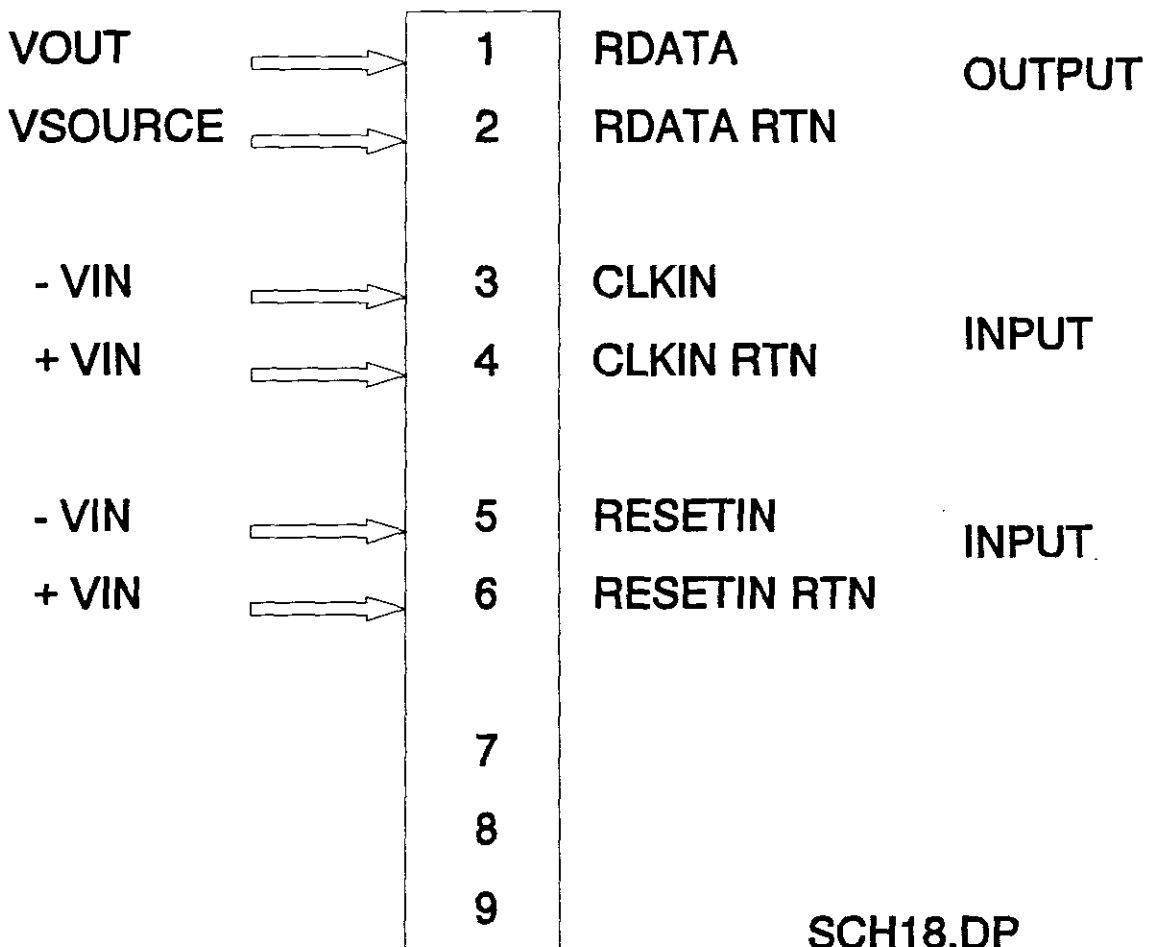 VOUT 1 RDATA OUTPUT
VSOURCE 2 RDATA RTN
- VIN 3 CLKIN INPUT
+ VIN 4 CLKIN RTN
- VIN 5 RESETIN INPUT
+ VIN 6 RESETIN RTN
7
8
9
SCH18.DP